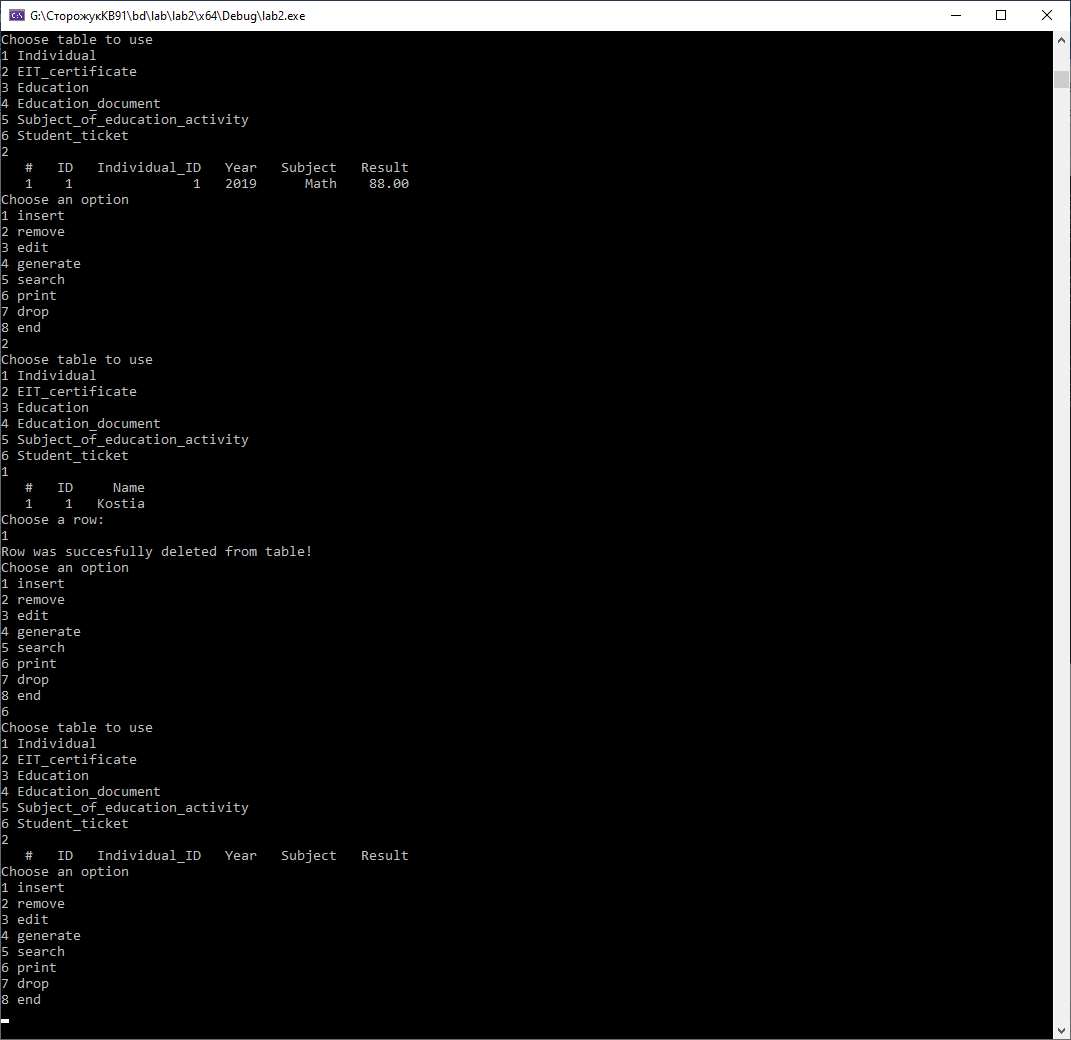 G:\СторожукКВ91\bd\lab\lab2\x64\Debug\lab2.exe
Choose table to use
1 Individual
2 EIT_certificate
3 Education
4 Education_document
5 Subject_of_education_activity
6 Student_ticket
2
   #   ID   Individual_ID   Year   Subject   Result
   1    1               1   2019      Math    88.00
Choose an option
1 insert
2 remove
3 edit
4 generate
5 search
6 print
7 drop
8 end
2
Choose table to use
1 Individual
2 EIT_certificate
3 Education
4 Education_document
5 Subject_of_education_activity
6 Student_ticket
1
   #   ID     Name
   1    1   Kostia
Choose a row:
1
Row was succesfully deleted from table!
Choose an option
1 insert
2 remove
3 edit
4 generate
5 search
6 print
7 drop
8 end
6
Choose table to use
1 Individual
2 EIT_certificate
3 Education
4 Education_document
5 Subject_of_education_activity
6 Student_ticket
2
   #   ID   Individual_ID   Year   Subject   Result
Choose an option
1 insert
2 remove
3 edit
4 generate
5 search
6 print
7 drop
8 end